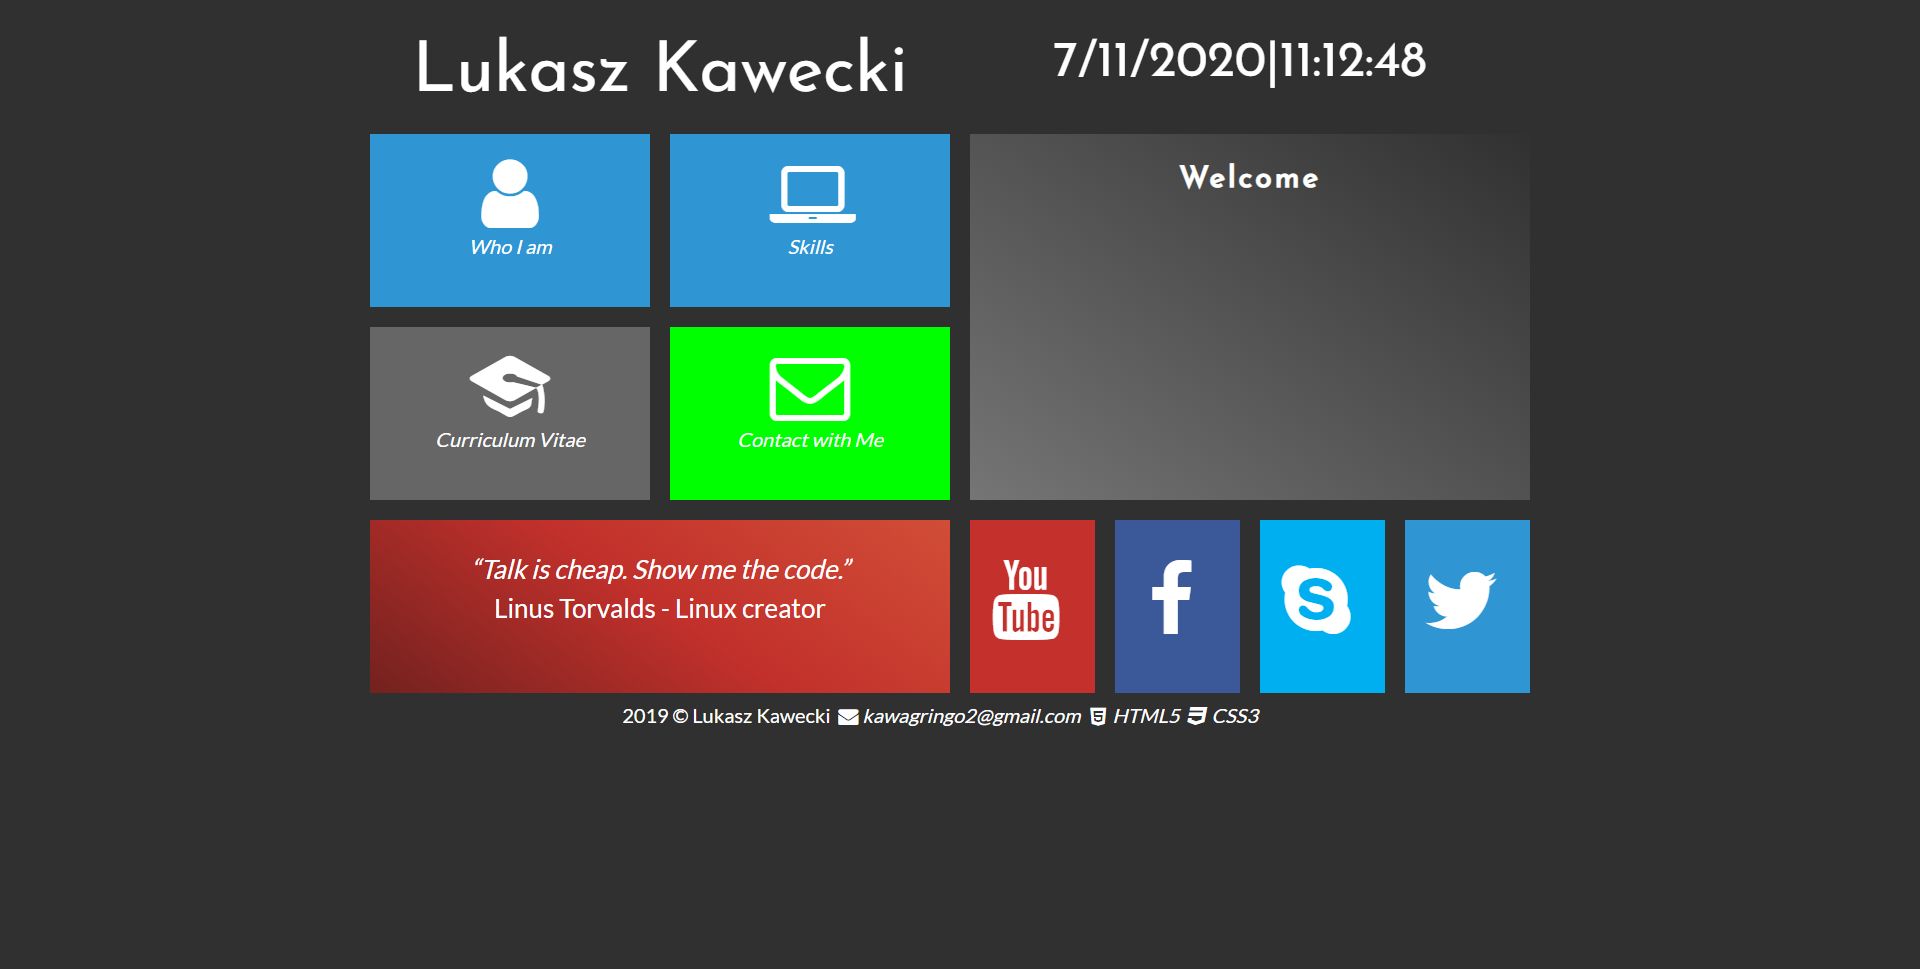 Lukasz Kawecki
7/11/2020|11:12:48
Who I am
Skills
Welcome
Curriculum Vitae
Contact with Me
“Talk is cheap. Show me the code.”
Linus Torvalds - Linux creator
You
Tube
2019 © Lukasz Kawecki kawagringo2@gmail.com HTML5 CSS3